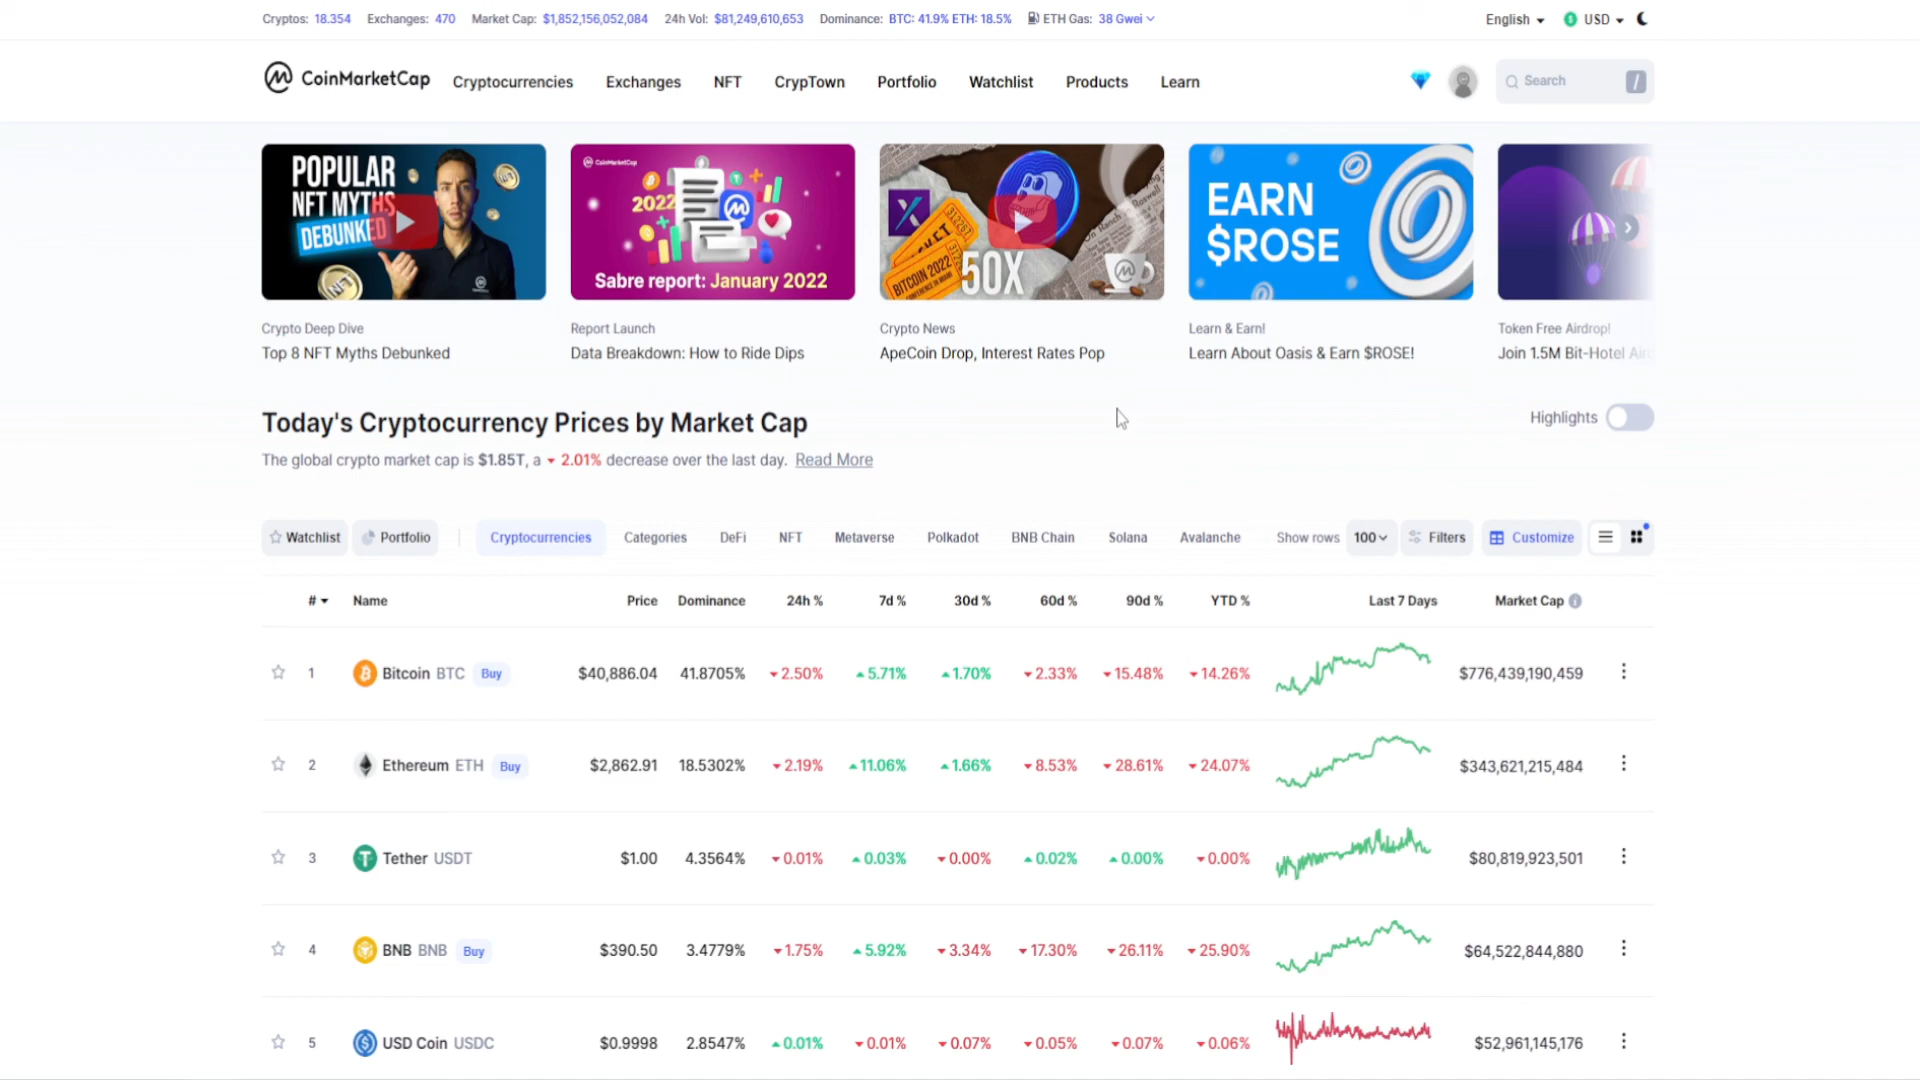 Cryptos: 18.354 Exchanges: 470 Market Cap: $1,852,156,052,084 24h Vol: $81,249,610,653 Dominance: BTC: 41.9% ETH: 18.5% ETH Gas: 38 Gwei
English USD
CoinMarketCap Cryptocurrencies Exchanges NFT CrypTown Portfolio Watchlist Products Learn Search /
POPULAR
NFT MYTHS
DEBUNKED
NFT
CoinMarketCap
2022
Sabre report: January 2022
TICKET
BITCOIN 2022
50X
EARN
$ROSE
Crypto Deep Dive
Top 8 NFT Myths Debunked
Report Launch
Data Breakdown: How to Ride Dips
Crypto News
ApeCoin Drop, Interest Rates Pop
Learn & Earn!
Learn About Oasis & Earn $ROSE!
Token Free Airdrop!
Join 1.5M Bit-Hotel
Today's Cryptocurrency Prices by Market Cap
Highlights
The global crypto market cap is $1.85T, a 2.01% decrease over the last day. Read More
Watchlist Portfolio Cryptocurrencies Categories DeFi NFT Metaverse Polkadot BNB Chain Solana Avalanche Show rows 100 Filters Customize
# Name Price Dominance 24h % 7d % 30d % 60d % 90d % YTD % Last 7 Days Market Cap
1 Bitcoin BTC Buy $40,886.04 41.8705% 2.50% 5.71% 1.70% 2.33% 15.48% 14.26% $776,439,190,459
2 Ethereum ETH Buy $2,862.91 18.5302% 2.19% 11.06% 1.66% 8.53% 28.61% 24.07% $343,621,215,484
3 Tether USDT $1.00 4.3564% 0.01% 0.03% 0.00% 0.02% 0.00% 0.00% $80,819,923,501
4 BNB BNB Buy $390.50 3.4779% 1.75% 5.92% 3.34% 17.30% 26.11% 25.90% $64,522,844,880
5 USD Coin USDC $0.9998 2.8547% 0.01% 0.01% 0.07% 0.05% 0.07% 0.06% $52,961,145,176